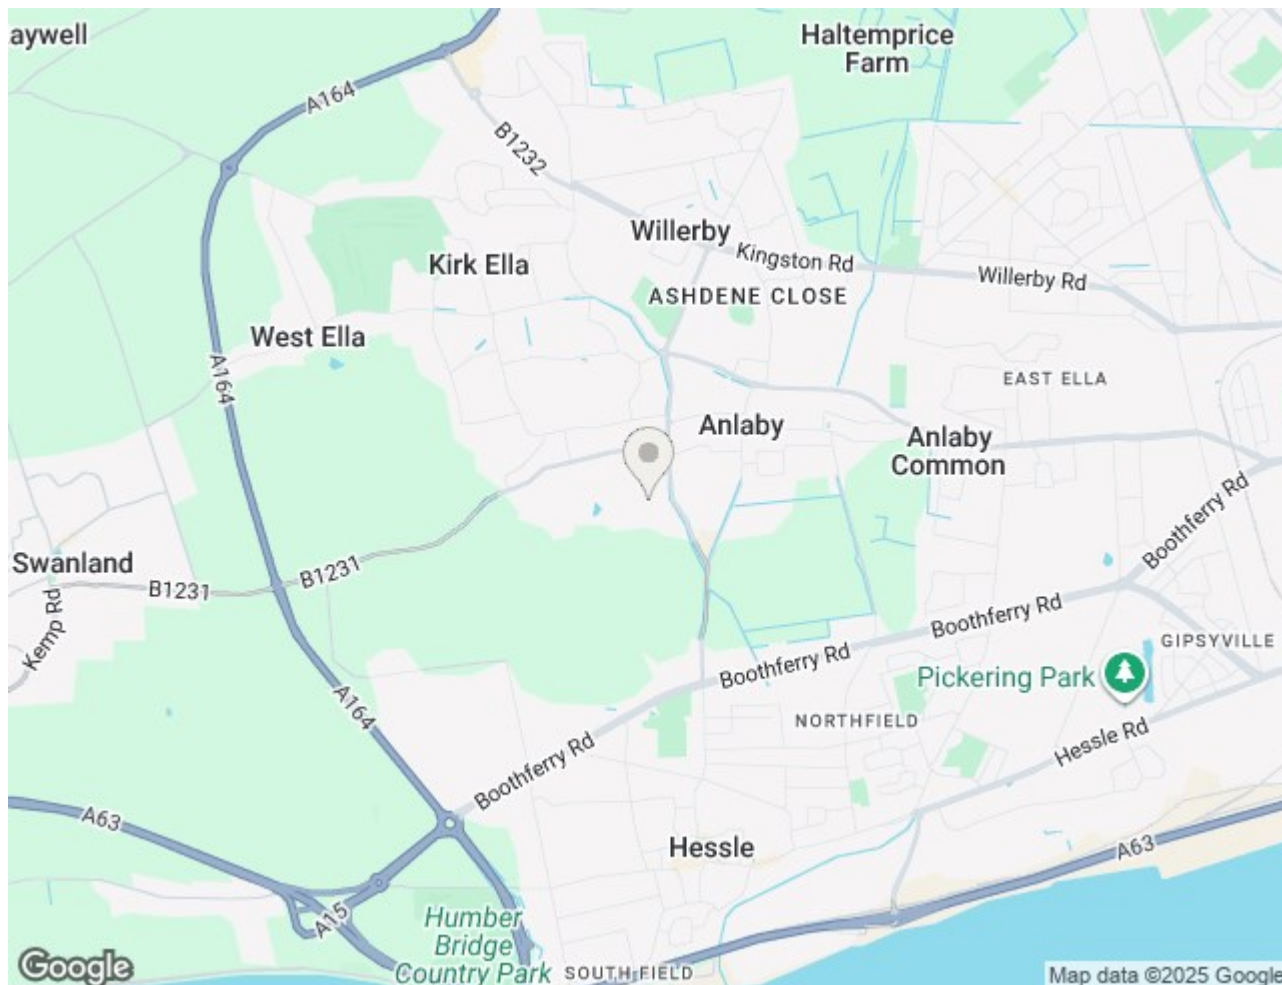 aywell
Haltemprice
Farm
A164
B1232
Willerby
Kingston Rd
Willerby Rd
Kirk Ella
ASHDENE CLOSE
West Ella
A164
EAST ELLA
Anlaby
Anlaby
Common
Boothferry Rd
Swanland
B1231
B1231
Kemp Rd
Boothferry Rd
GIPSYVILLE
Boothferry Rd
Pickering Park
A164
NORTHFIELD
Hessle Rd
Boothferry Rd
A63
Hessle
A63
A15
Humber
Bridge
Country Park
SOUTH FIELD
Google
Map data ©2025 Google